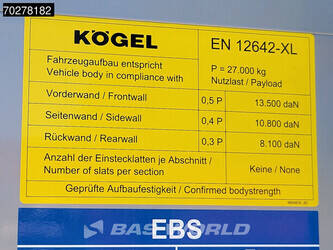 70278182
KÖGEL
EN 12642-XL
Fahrzeugaufbau entspricht
Vehicle body in compliance with
P = 27.000 kg
Nutzlast / Payload
Vorderwand / Frontwall 0,5 P 13.500 daN
Seitenwand / Sidewall 0,4 P 10.800 daN
Rückwand / Rearwall 0,3 P 8.100 daN
Anzahl der Einstecklatten je Abschnitt /
Number of slats per section
Keine / None
Geprüfte Aufbaufestigkeit / Confirmed bodystrength
EBS
BAS WORLD